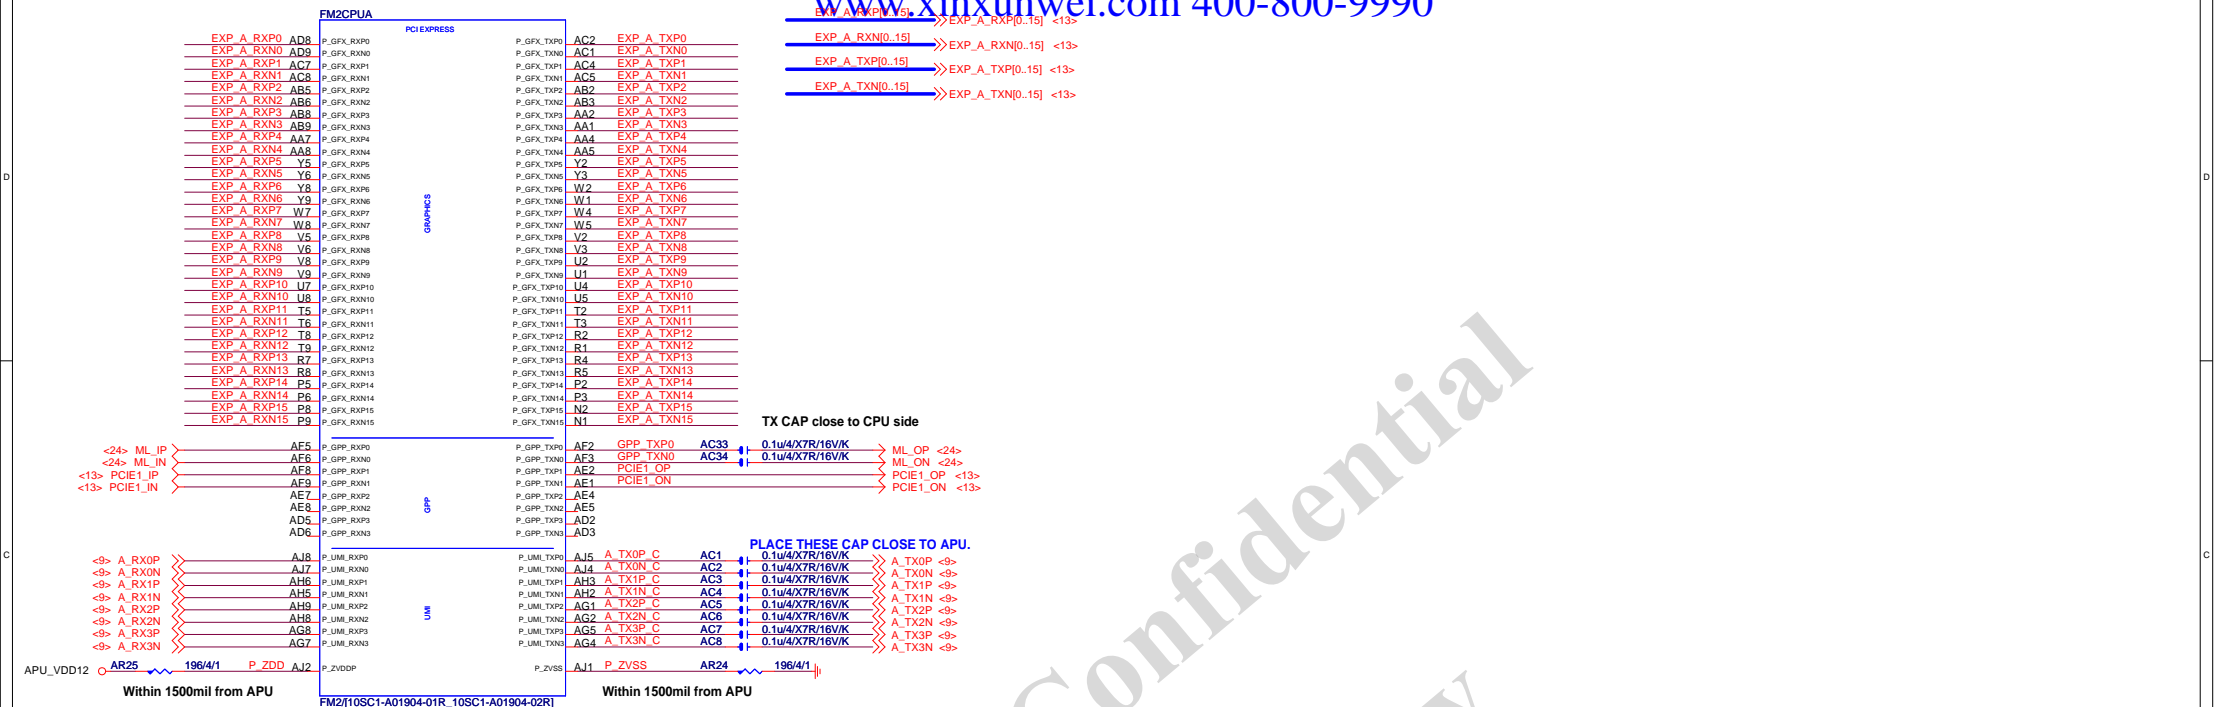 www.xinxunwei.com 400-800-9990
FM2CPUA
PCI EXPRESS
EXP_A_RXP[0..15] EXP_A_RXP[0..15] <13>
EXP_A_RXN[0..15] EXP_A_RXN[0..15] <13>
EXP_A_TXP[0..15] EXP_A_TXP[0..15] <13>
EXP_A_TXN[0..15] EXP_A_TXN[0..15] <13>
EXP_A_RXP0 AD8 P_GFX_RXP0 P_GFX_TXP0 AC2 EXP_A_TXP0
EXP_A_RXN0 AD9 P_GFX_RXN0 P_GFX_TXN0 AC1 EXP_A_TXN0
EXP_A_RXP1 AC7 P_GFX_RXP1 P_GFX_TXP1 AC4 EXP_A_TXP1
EXP_A_RXN1 AC8 P_GFX_RXN1 P_GFX_TXN1 AC5 EXP_A_TXN1
EXP_A_RXP2 AB5 P_GFX_RXP2 P_GFX_TXP2 AB2 EXP_A_TXP2
EXP_A_RXN2 AB6 P_GFX_RXN2 P_GFX_TXN2 AB3 EXP_A_TXN2
EXP_A_RXP3 AB8 P_GFX_RXP3 P_GFX_TXP3 AA2 EXP_A_TXP3
EXP_A_RXN3 AB9 P_GFX_RXN3 P_GFX_TXN3 AA1 EXP_A_TXN3
EXP_A_RXP4 AA7 P_GFX_RXP4 P_GFX_TXP4 AA4 EXP_A_TXP4
EXP_A_RXN4 AA8 P_GFX_RXN4 P_GFX_TXN4 AA5 EXP_A_TXN4
EXP_A_RXP5 Y5 P_GFX_RXP5 P_GFX_TXP5 Y2 EXP_A_TXP5
EXP_A_RXN5 Y6 P_GFX_RXN5 P_GFX_TXN5 Y3 EXP_A_TXN5
D D
EXP_A_RXP6 Y8 P_GFX_RXP6 P_GFX_TXP6 W2 EXP_A_TXP6
EXP_A_RXN6 Y9 P_GFX_RXN6 P_GFX_TXN6 W1 EXP_A_TXN6
EXP_A_RXP7 W7 P_GFX_RXP7 P_GFX_TXP7 W4 EXP_A_TXP7
GRAPHICS
EXP_A_RXN7 W8 P_GFX_RXN7 P_GFX_TXN7 W5 EXP_A_TXN7
EXP_A_RXP8 V5 P_GFX_RXP8 P_GFX_TXP8 V2 EXP_A_TXP8
EXP_A_RXN8 V6 P_GFX_RXN8 P_GFX_TXN8 V3 EXP_A_TXN8
EXP_A_RXP9 V8 P_GFX_RXP9 P_GFX_TXP9 U2 EXP_A_TXP9
EXP_A_RXN9 V9 P_GFX_RXN9 P_GFX_TXN9 U1 EXP_A_TXN9
EXP_A_RXP10 U7 P_GFX_RXP10 P_GFX_TXP10 U4 EXP_A_TXP10
EXP_A_RXN10 U8 P_GFX_RXN10 P_GFX_TXN10 U5 EXP_A_TXN10
EXP_A_RXP11 T5 P_GFX_RXP11 P_GFX_TXP11 T2 EXP_A_TXP11
EXP_A_RXN11 T6 P_GFX_RXN11 P_GFX_TXN11 T3 EXP_A_TXN11
EXP_A_RXP12 T8 P_GFX_RXP12 P_GFX_TXP12 R2 EXP_A_TXP12
EXP_A_RXN12 T9 P_GFX_RXN12 P_GFX_TXN12 R1 EXP_A_TXN12
EXP_A_RXP13 R7 P_GFX_RXP13 P_GFX_TXP13 R4 EXP_A_TXP13
EXP_A_RXN13 R8 P_GFX_RXN13 P_GFX_TXN13 R5 EXP_A_TXN13
EXP_A_RXP14 P5 P_GFX_RXP14 P_GFX_TXP14 P2 EXP_A_TXP14
EXP_A_RXN14 P6 P_GFX_RXN14 P_GFX_TXN14 P3 EXP_A_TXN14
EXP_A_RXP15 P8 P_GFX_RXP15 P_GFX_TXP15 N2 EXP_A_TXP15
EXP_A_RXN15 P9 P_GFX_RXN15 P_GFX_TXN15 N1 EXP_A_TXN15
TX CAP close to CPU side
<24> ML_IP AF5 P_GPP_RXP0 P_GPP_TXP0 AF2 GPP_TXP0 AC33 0.1u/4/X7R/16V/K ML_OP <24>
<24> ML_IN AF6 P_GPP_RXN0 P_GPP_TXN0 AF3 GPP_TXN0 AC34 0.1u/4/X7R/16V/K ML_ON <24>
<13> PCIE1_IP AF8 P_GPP_RXP1 P_GPP_TXP1 AE2 PCIE1_OP PCIE1_OP <13>
<13> PCIE1_IN AF9 P_GPP_RXN1 P_GPP_TXN1 AE1 PCIE1_ON PCIE1_ON <13>
AE7 P_GPP_RXP2 P_GPP_TXP2 AE4
GPP
AE8 P_GPP_RXN2 P_GPP_TXN2 AE5
AD5 P_GPP_RXP3 P_GPP_TXP3 AD2
AD6 P_GPP_RXN3 P_GPP_TXN3 AD3
PLACE THESE CAP CLOSE TO APU.
C C
<9> A_RX0P AJ8 P_UMI_RXP0 P_UMI_TXP0 AJ5 A_TX0P_C AC1 0.1u/4/X7R/16V/K A_TX0P <9>
<9> A_RX0N AJ7 P_UMI_RXN0 P_UMI_TXN0 AJ4 A_TX0N_C AC2 0.1u/4/X7R/16V/K A_TX0N <9>
<9> A_RX1P AH6 P_UMI_RXP1 P_UMI_TXP1 AH3 A_TX1P_C AC3 0.1u/4/X7R/16V/K A_TX1P <9>
<9> A_RX1N AH5 P_UMI_RXN1 P_UMI_TXN1 AH2 A_TX1N_C AC4 0.1u/4/X7R/16V/K A_TX1N <9>
<9> A_RX2P AH9 P_UMI_RXP2 P_UMI_TXP2 AG1 A_TX2P_C AC5 0.1u/4/X7R/16V/K A_TX2P <9>
UMI
<9> A_RX2N AH8 P_UMI_RXN2 P_UMI_TXN2 AG2 A_TX2N_C AC6 0.1u/4/X7R/16V/K A_TX2N <9>
<9> A_RX3P AG8 P_UMI_RXP3 P_UMI_TXP3 AG5 A_TX3P_C AC7 0.1u/4/X7R/16V/K A_TX3P <9>
<9> A_RX3N AG7 P_UMI_RXN3 P_UMI_TXN3 AG4 A_TX3N_C AC8 0.1u/4/X7R/16V/K A_TX3N <9>
APU_VDD12 AR25 196/4/1 P_ZDD AJ2 P_ZVDDP P_ZVSS AJ1 P_ZVSS AR24 196/4/1
Within 1500mil from APU Within 1500mil from APU
FM2/[10SC1-A01904-01R_10SC1-A01904-02R]
Confidential